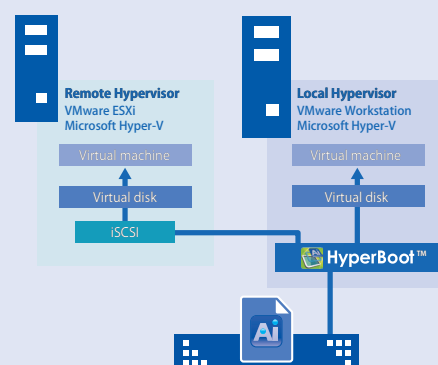 Remote Hypervisor
VMware ESXi
Microsoft Hyper-V
Virtual machine
Virtual disk
iSCSI
Local Hypervisor
VMware Workstation
Microsoft Hyper-V
Virtual machine
Virtual disk
HyperBoot™
Ai